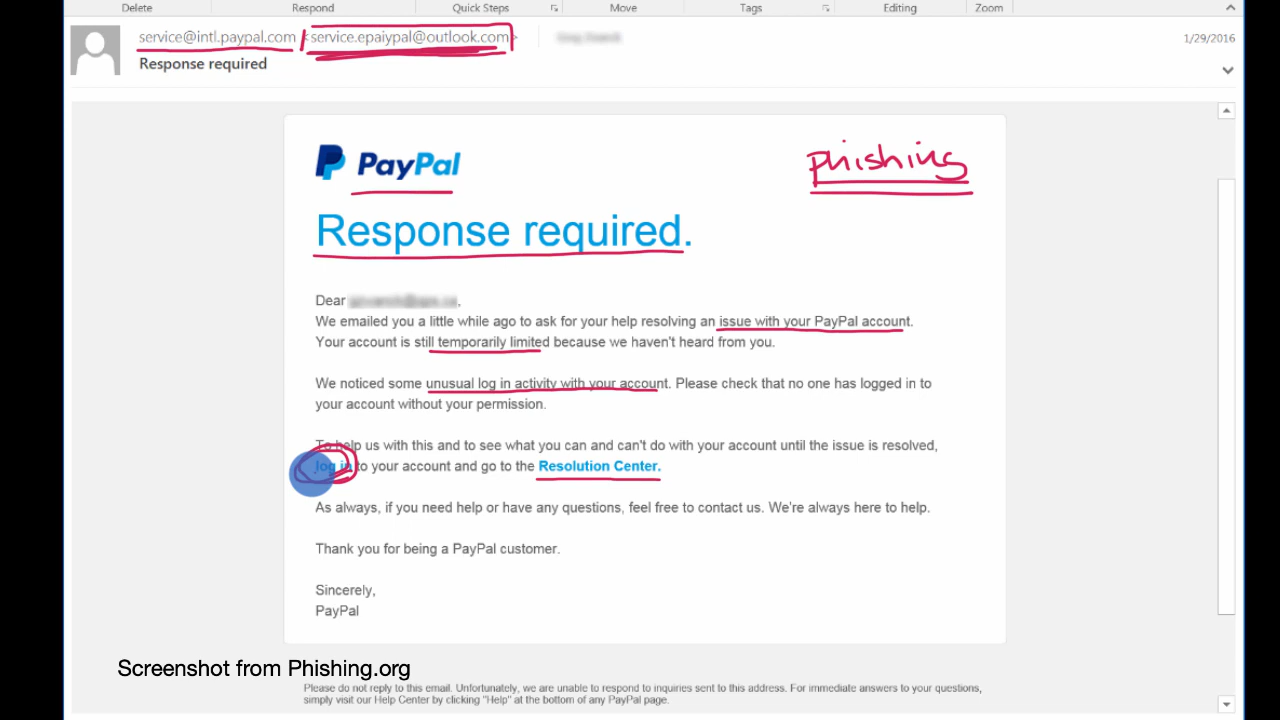 Delete Respond Quick Steps Move Tags Editing Zoom
service@intl.paypal.com <service.epaiypal@outlook.com>
1/29/2016
Response required
PayPal
phishing
Response required.
Dear ,
We emailed you a little while ago to ask for your help resolving an issue with your PayPal account.
Your account is still temporarily limited because we haven't heard from you.
We noticed some unusual log in activity with your account. Please check that no one has logged in to
your account without your permission.
To help us with this and to see what you can and can't do with your account until the issue is resolved,
log in to your account and go to the Resolution Center.
As always, if you need help or have any questions, feel free to contact us. We're always here to help.
Thank you for being a PayPal customer.
Sincerely,
PayPal
Screenshot from Phishing.org
Please do not reply to this email. Unfortunately, we are unable to respond to inquiries sent to this address. For immediate answers to your questions,
simply visit our Help Center by clicking "Help" at the bottom of any PayPal page.